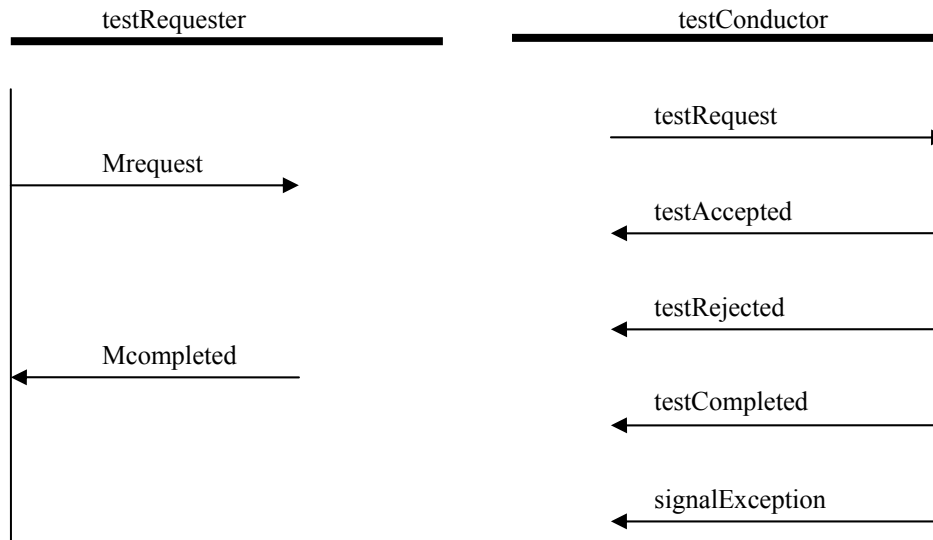 testRequester
testConductor
testRequest
Mrequest
testAccepted
testRejected
Mcompleted
testCompleted
signalException